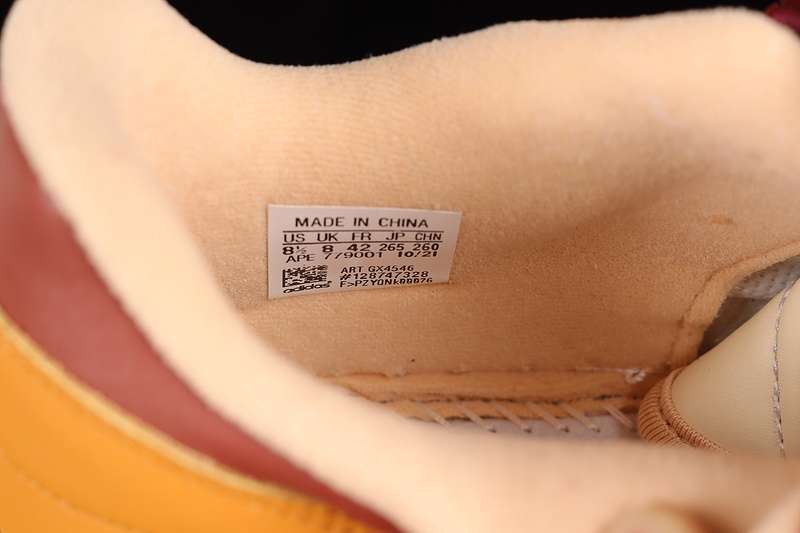 MADE IN CHINA
US UK FR JP CHN
8½ 8 42 265 260
APE 779001 10/21
ART GX4546
#128747328
adidas